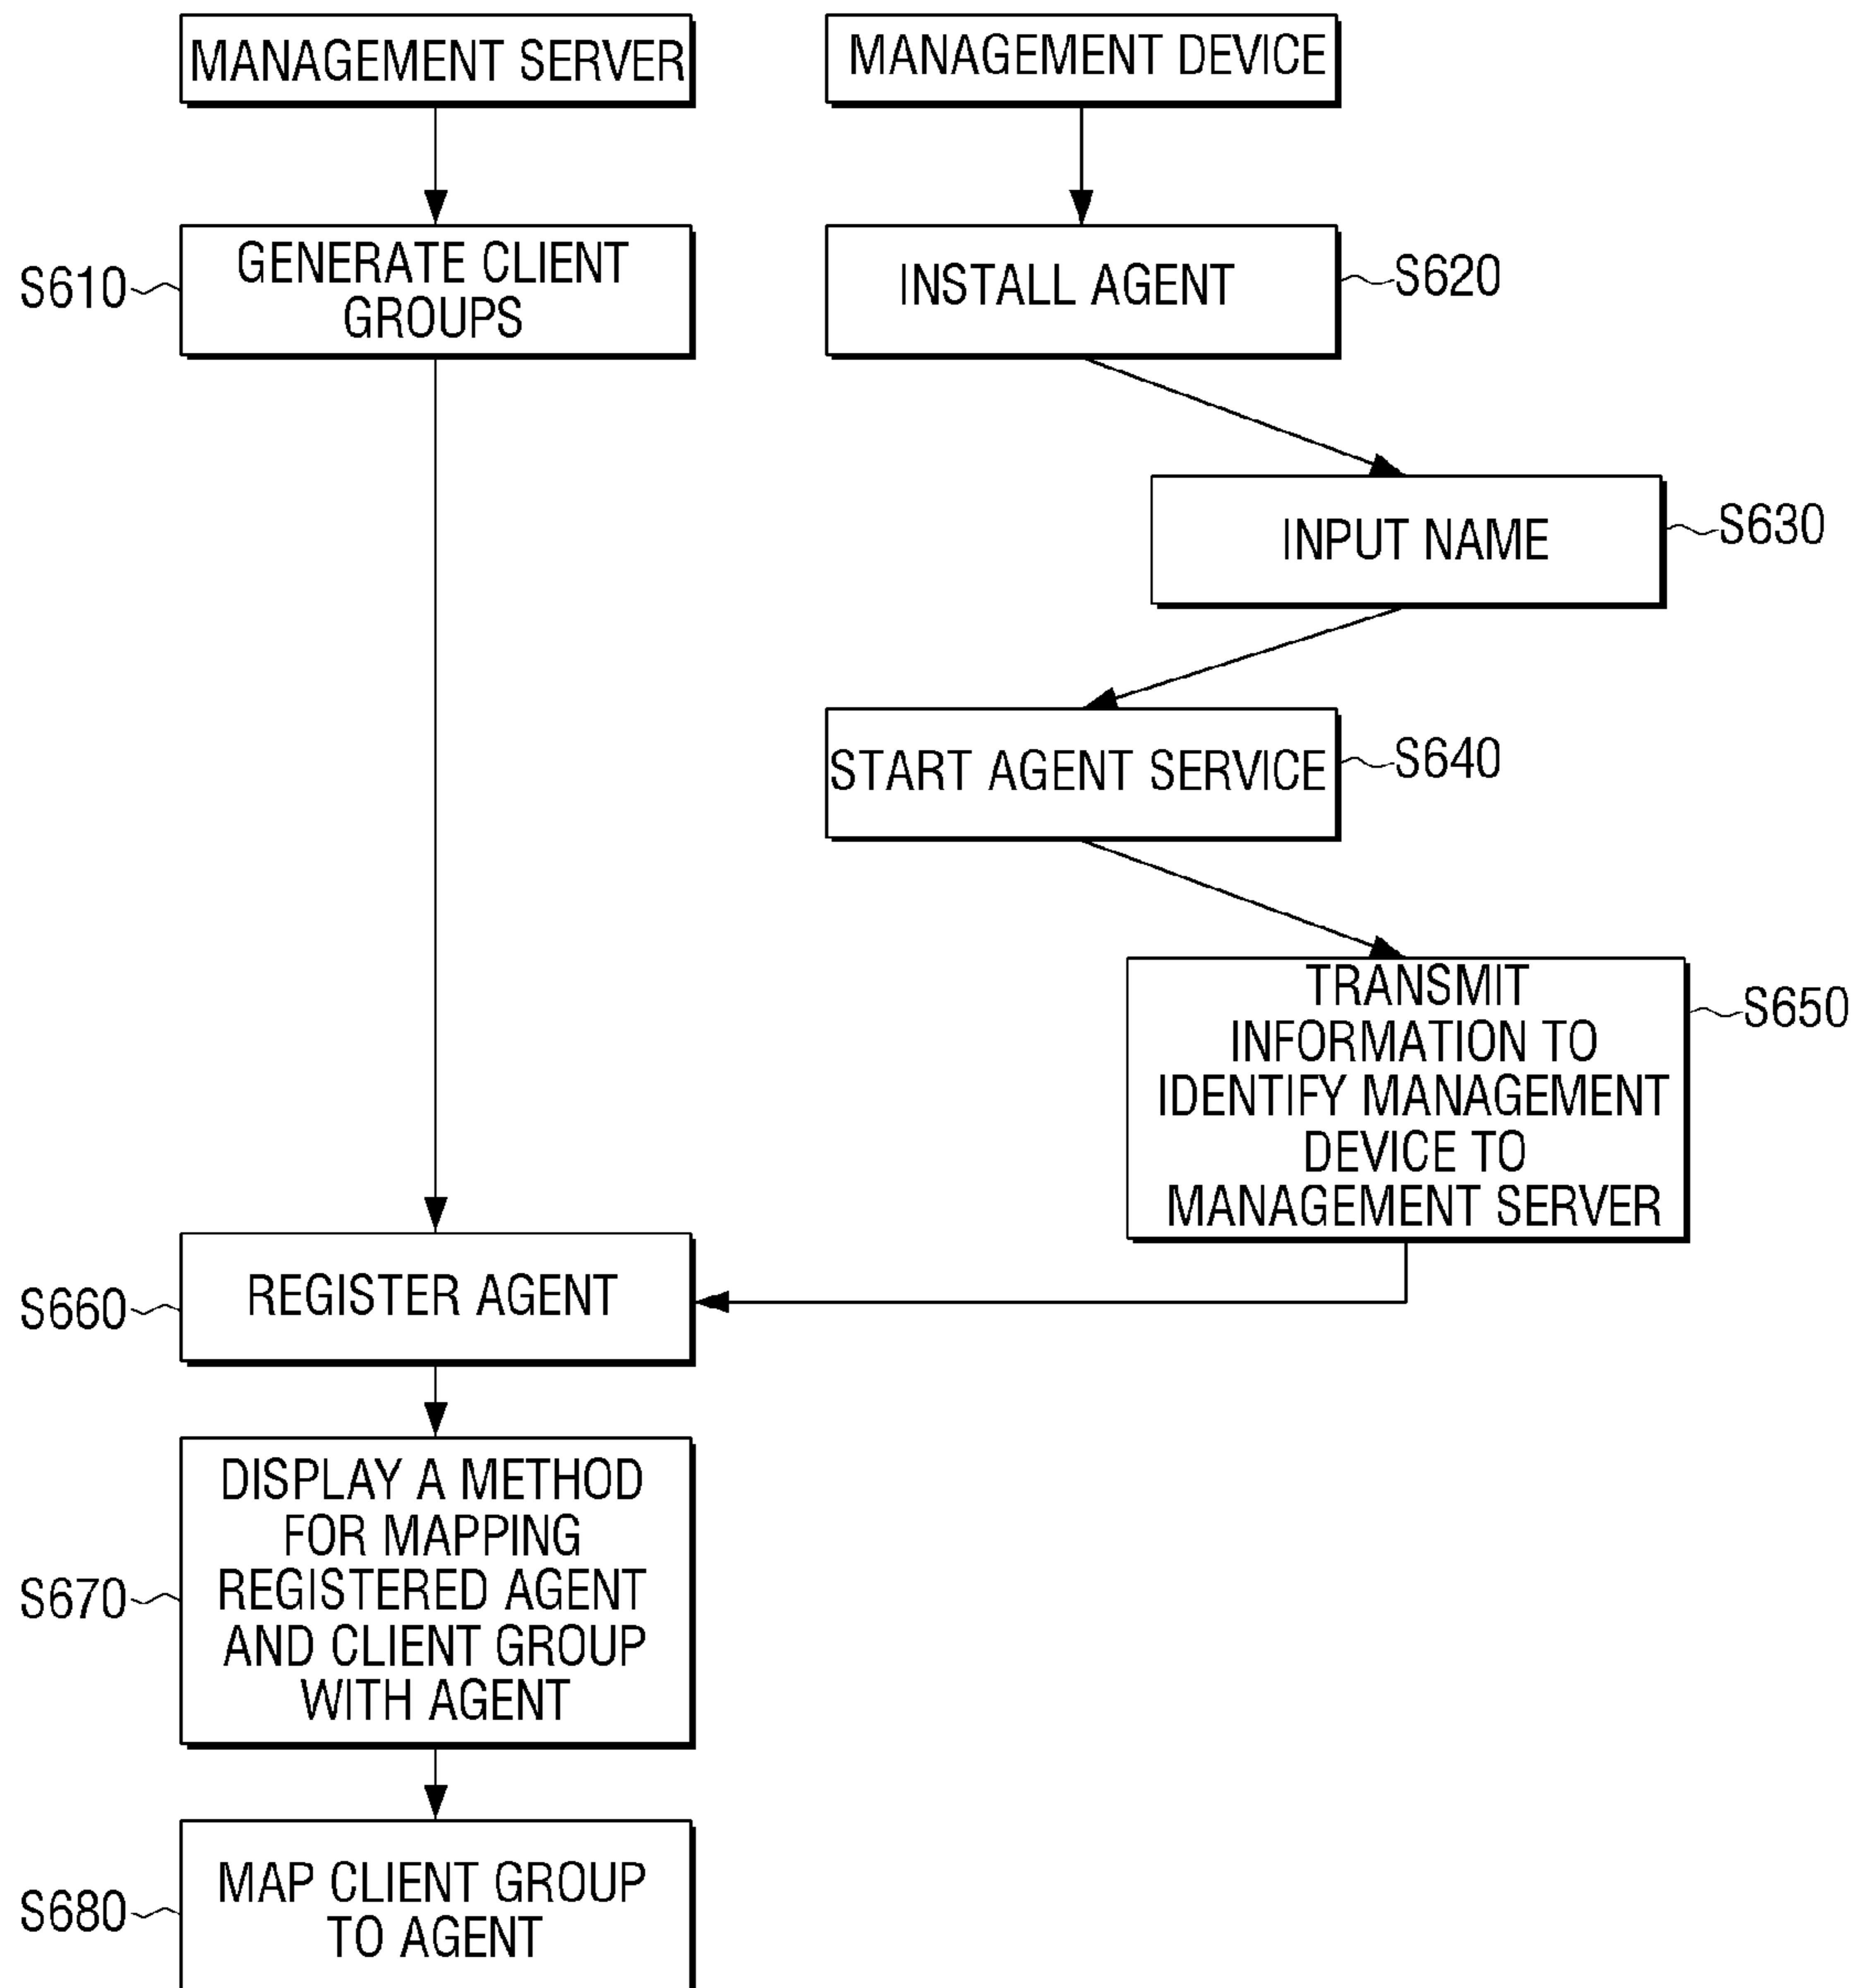 MANAGEMENT SERVER
MANAGEMENT DEVICE
S610
GENERATE CLIENT
GROUPS
INSTALL AGENT
S620
INPUT NAME
S630
START AGENT SERVICE
S640
TRANSMIT
INFORMATION TO
IDENTIFY MANAGEMENT
DEVICE TO
MANAGEMENT SERVER
S650
S660
REGISTER AGENT
S670
DISPLAY A METHOD
FOR MAPPING
REGISTERED AGENT
AND CLIENT GROUP
WITH AGENT
S680
MAP CLIENT GROUP
TO AGENT